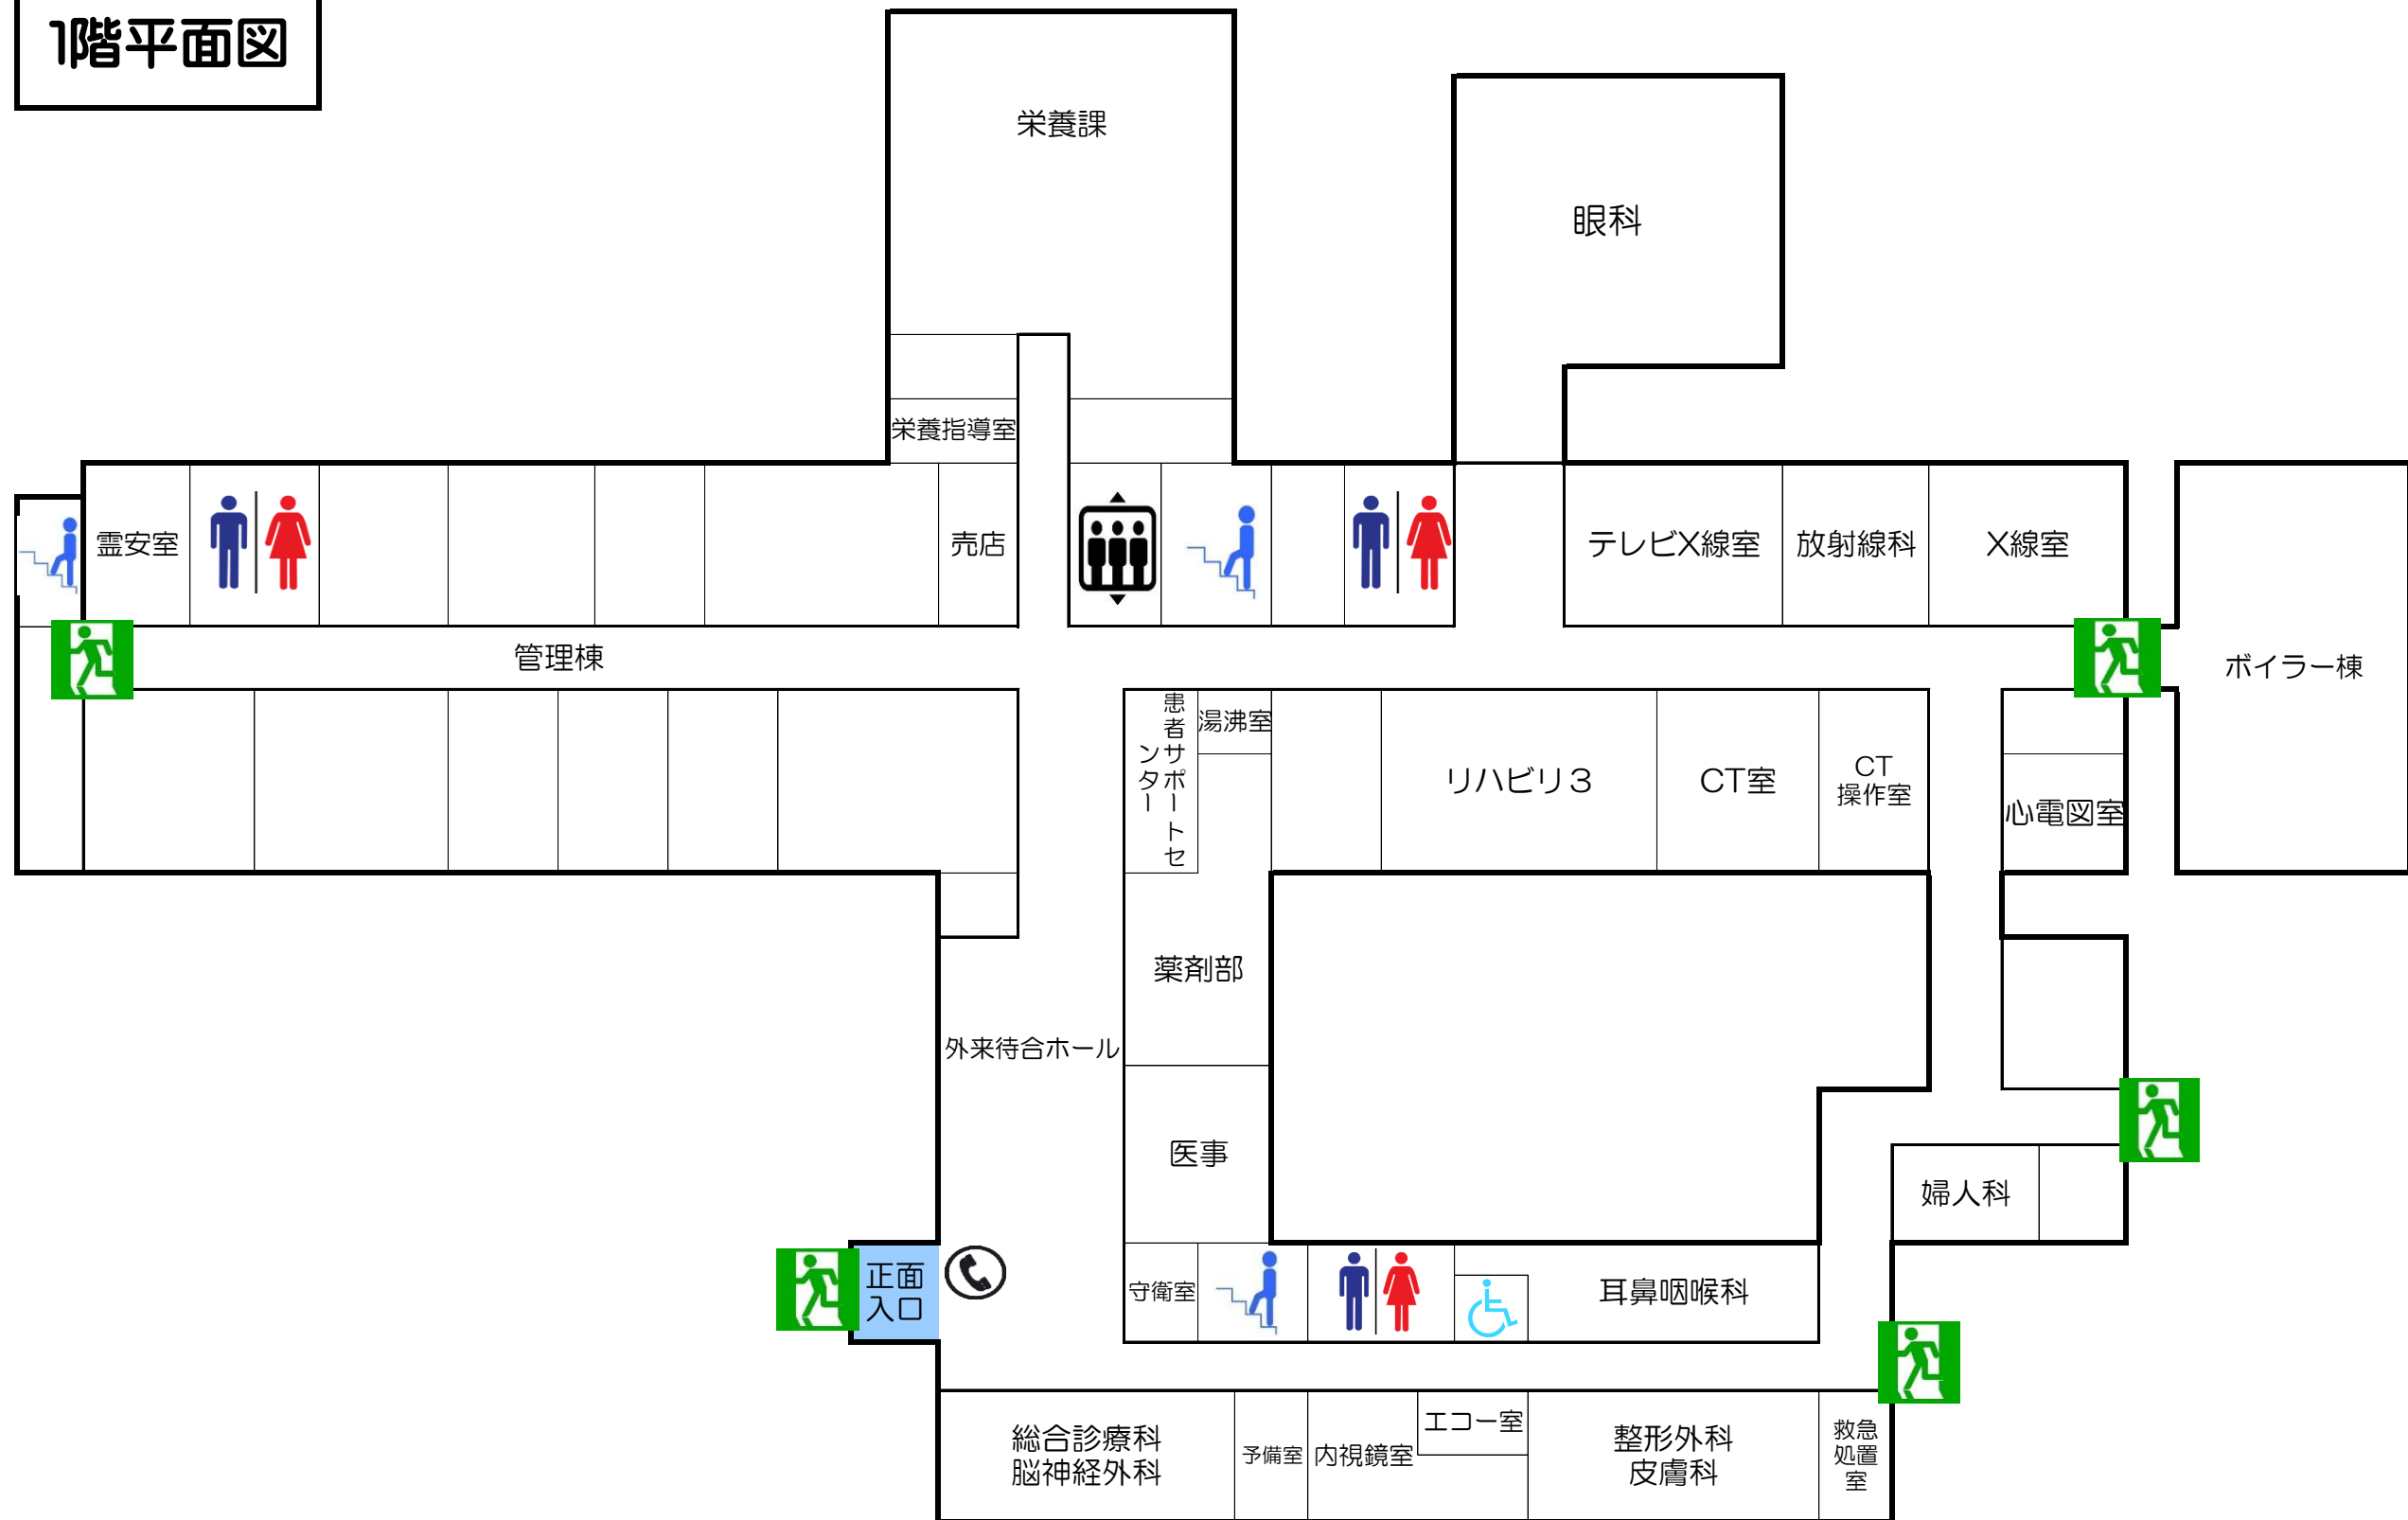 1階平面図
栄養課
眼科
栄養指導室
霊安室
売店
テレビX線室
放射線科
X線室
管理棟
ボイラー棟
患者サポートセ
ンター
湯沸室
リハビリ3
CT室
CT
操作室
心電図室
薬剤部
外来待合ホール
医事
婦人科
正面
入口
守衛室
耳鼻咽喉科
総合診療科
脳神経外科
予備室
内視鏡室
エコー室
整形外科
皮膚科
救急
処置
室